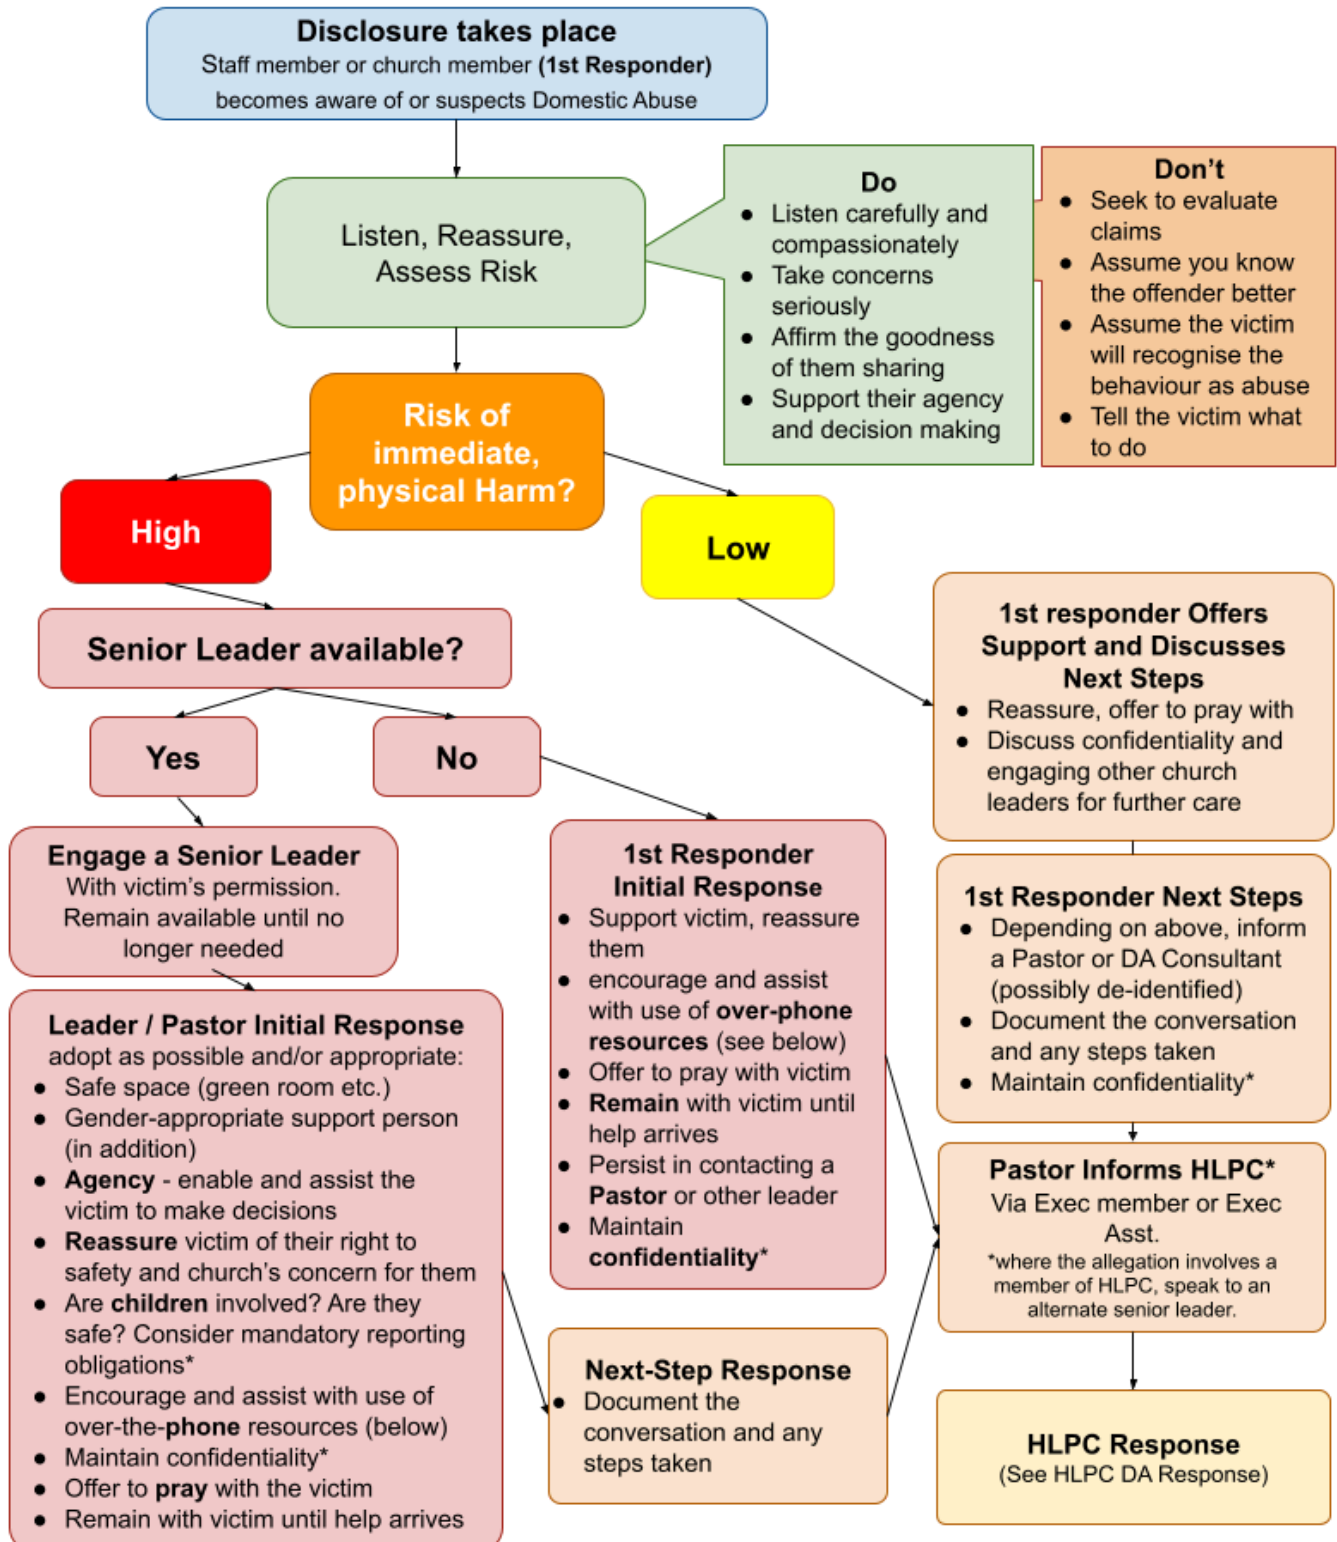 Disclosure takes place
Staff member or church member (1st Responder)
becomes aware of or suspects Domestic Abuse
Listen, Reassure,
Assess Risk
Do
● Listen carefully and
compassionately
● Take concerns
seriously
● Affirm the goodness
of them sharing
● Support their agency
and decision making
Don’t
● Seek to evaluate
claims
● Assume you know
the offender better
● Assume the victim
will recognise the
behaviour as abuse
● Tell the victim what
to do
Risk of
immediate,
physical Harm?
High
Low
Senior Leader available?
Yes
No
Engage a Senior Leader
With victim’s permission.
Remain available until no
longer needed
Leader / Pastor Initial Response
adopt as possible and/or appropriate:
● Safe space (green room etc.)
● Gender-appropriate support person
(in addition)
● Agency - enable and assist the
victim to make decisions
● Reassure victim of their right to
safety and church’s concern for them
● Are children involved? Are they
safe? Consider mandatory reporting
obligations*
● Encourage and assist with use of
over-the-phone resources (below)
● Maintain confidentiality*
● Offer to pray with the victim
● Remain with victim until help arrives
1st Responder
Initial Response
● Support victim, reassure
them
● encourage and assist
with use of over-phone
resources (see below)
● Offer to pray with victim
● Remain with victim until
help arrives
● Persist in contacting a
Pastor or other leader
● Maintain
confidentiality*
Next-Step Response
● Document the
conversation and any
steps taken
1st responder Offers
Support and Discusses
Next Steps
● Reassure, offer to pray with
● Discuss confidentiality and
engaging other church
leaders for further care
1st Responder Next Steps
● Depending on above, inform
a Pastor or DA Consultant
(possibly de-identified)
● Document the conversation
and any steps taken
● Maintain confidentiality*
Pastor Informs HLPC*
Via Exec member or Exec
Asst.
*where the allegation involves a
member of HLPC, speak to an
alternate senior leader.
HLPC Response
(See HLPC DA Response)